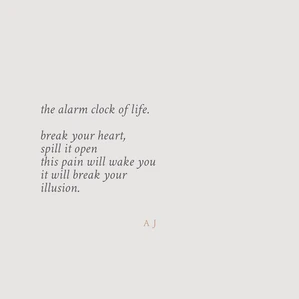 the alarm clock of life.
break your heart,
spill it open
this pain will wake you
it will break your
illusion.
A J